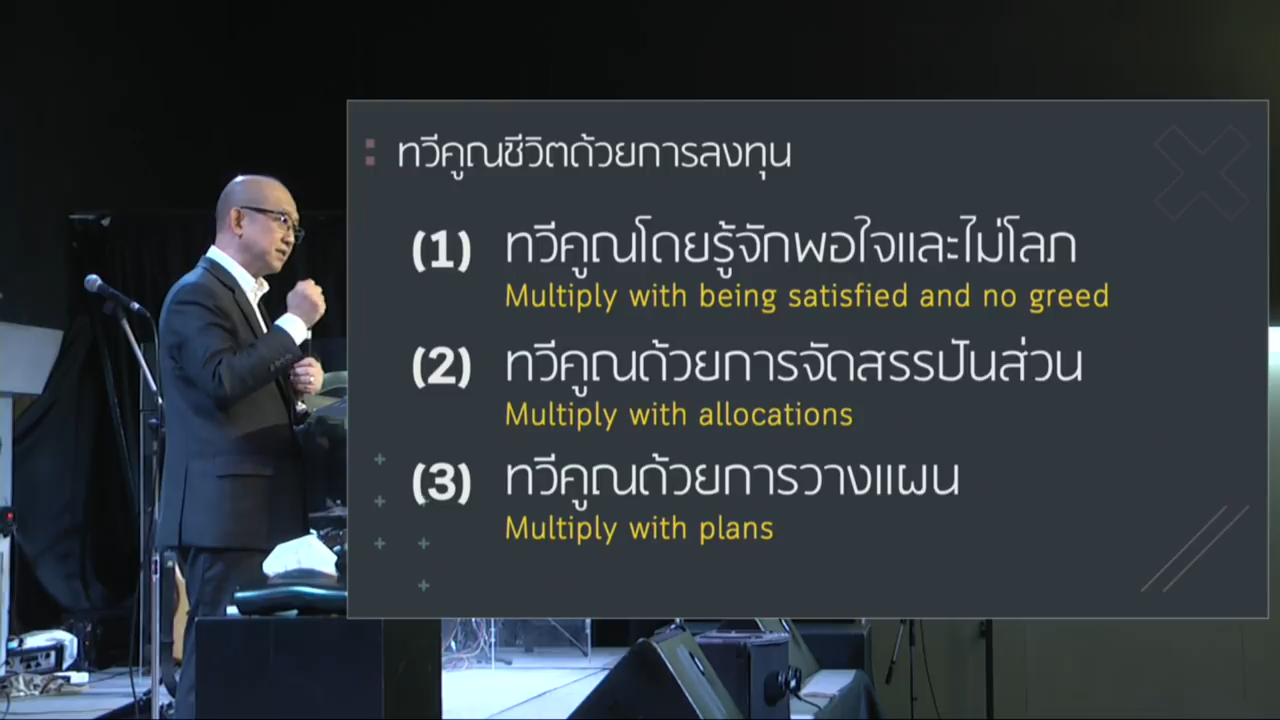 ทวีคูณชีวิตด้วยการลงทุน
(1) ทวีคูณโดยรู้จักพอใจและไม่โลภ
Multiply with being satisfied and no greed
(2) ทวีคูณด้วยการจัดสรรปันส่วน
Multiply with allocations
(3) ทวีคูณด้วยการวางแผน
Multiply with plans